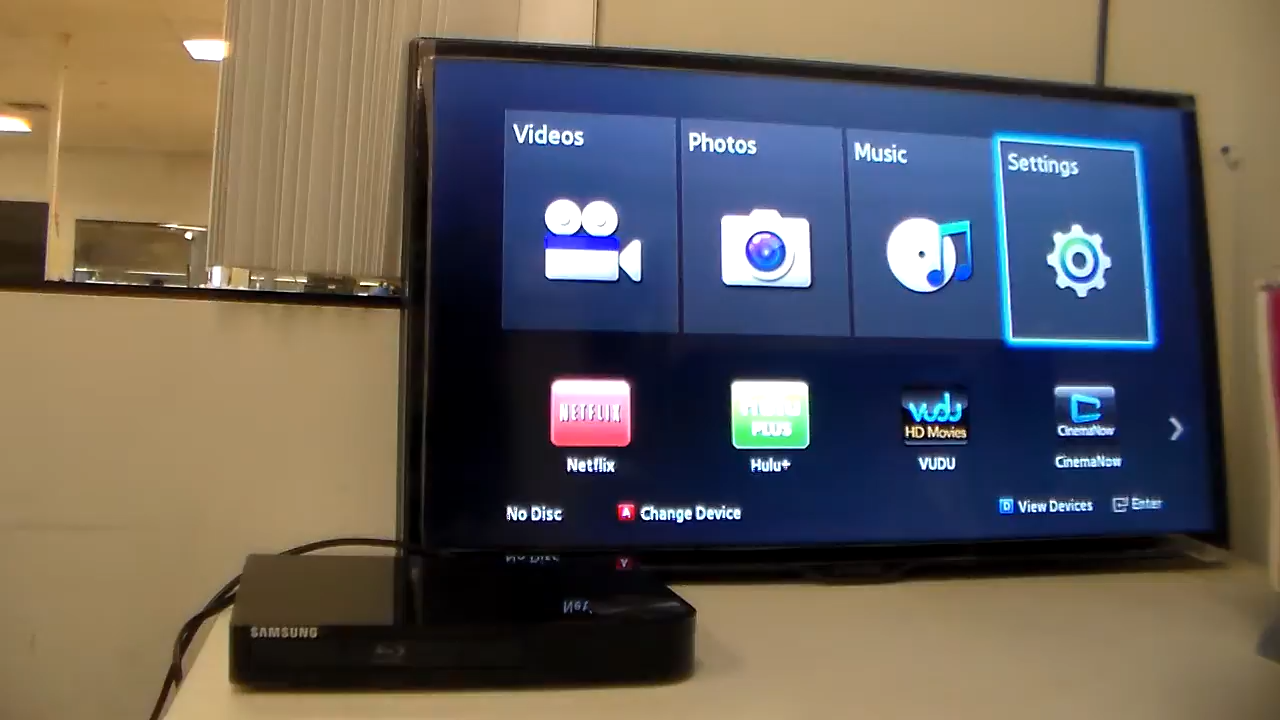 Videos
Photos
Music
Settings
NETFLIX
PLUS
VUDU
HD Movies
CinemaNow
Netflix
Hulu+
VUDU
CinemaNow
No Disc
A Change Device
D View Devices
Enter
SAMSUNG